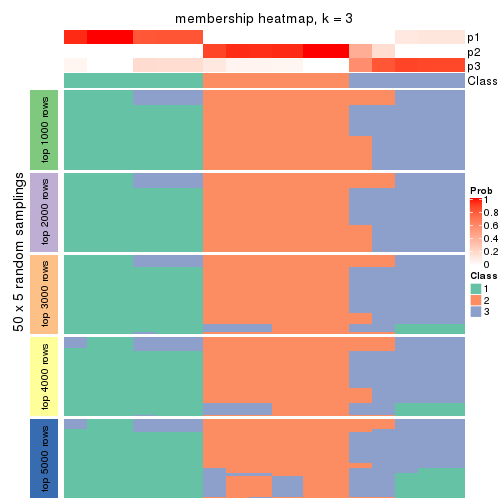 membership heatmap, k = 3
p1
p2
p3
Class
50 x 5 random samplings
top 1000 rows
top 2000 rows
top 3000 rows
top 4000 rows
top 5000 rows
Prob
1
0.8
0.6
0.4
0.2
0
Class
1
2
3